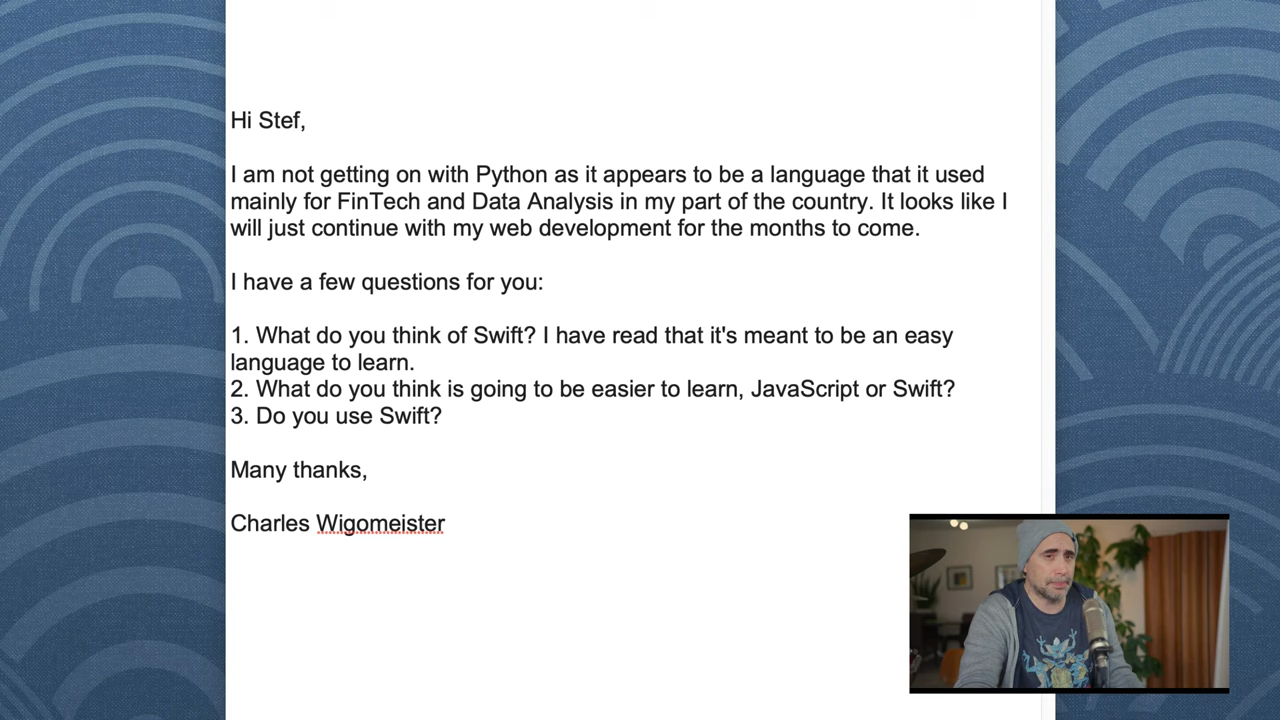 Hi Stef,
I am not getting on with Python as it appears to be a language that it used
mainly for FinTech and Data Analysis in my part of the country. It looks like I
will just continue with my web development for the months to come.
I have a few questions for you:
1. What do you think of Swift? I have read that it's meant to be an easy
language to learn.
2. What do you think is going to be easier to learn, JavaScript or Swift?
3. Do you use Swift?
Many thanks,
Charles Wigomeister